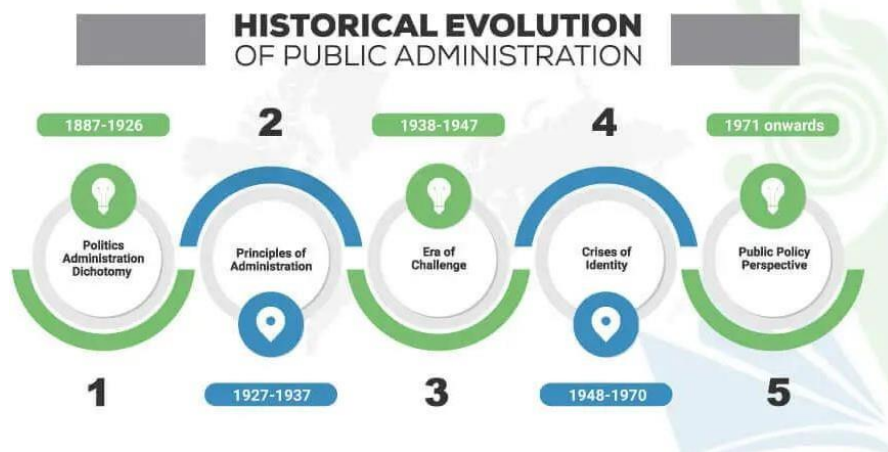 HISTORICAL EVOLUTION
OF PUBLIC ADMINISTRATION
1887-1926
Politics
Administration
Dichotomy
1
2
Principles of
Administration
1927-1937
1938-1947
Era of
Challenge
3
4
Crises of
Identity
1948-1970
1971 onwards
Public Policy
Perspective
5